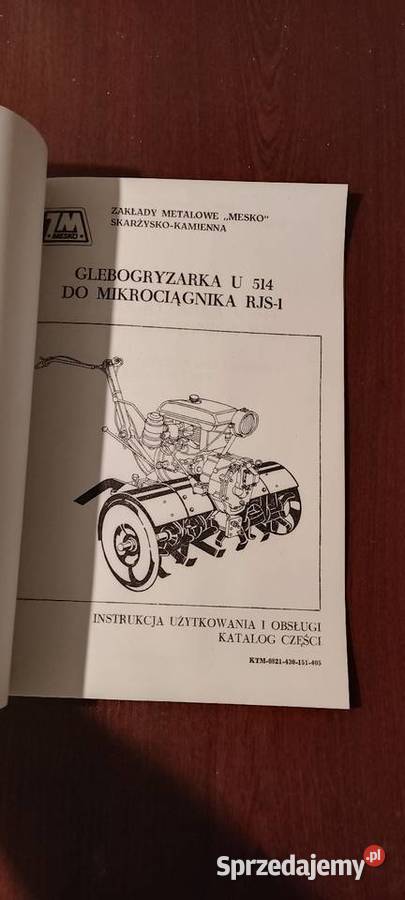 ZM
MESKO
ZAKŁADY METALOWE „MESKO"
SKARŻYSKO-KAMIENNA
GLEBOGRYZARKA U 514
DO MIKROCIĄGNIKA RJS-1
INSTRUKCJA UŻYTKOWANIA I OBSŁUGI
KATALOG CZĘŚCI
KTM-0821-430-151-405
Sprzedajemy.pl